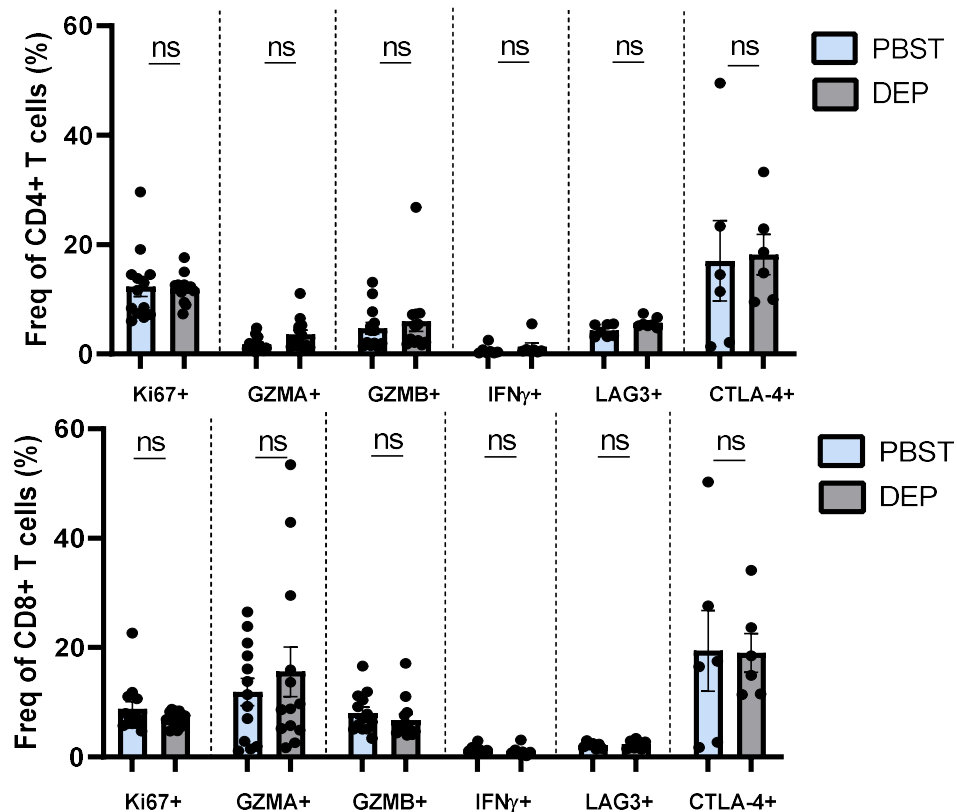 Freq of CD4+ T cells (%)
60
40
20
0
ns ns ns ns ns ns
PBST
DEP
Ki67+ GZMA+ GZMB+ IFNγ+ LAG3+ CTLA-4+
Freq of CD8+ T cells (%)
60
40
20
0
ns ns ns ns ns ns
PBST
DEP
Ki67+ GZMA+ GZMB+ IFNγ+ LAG3+ CTLA-4+